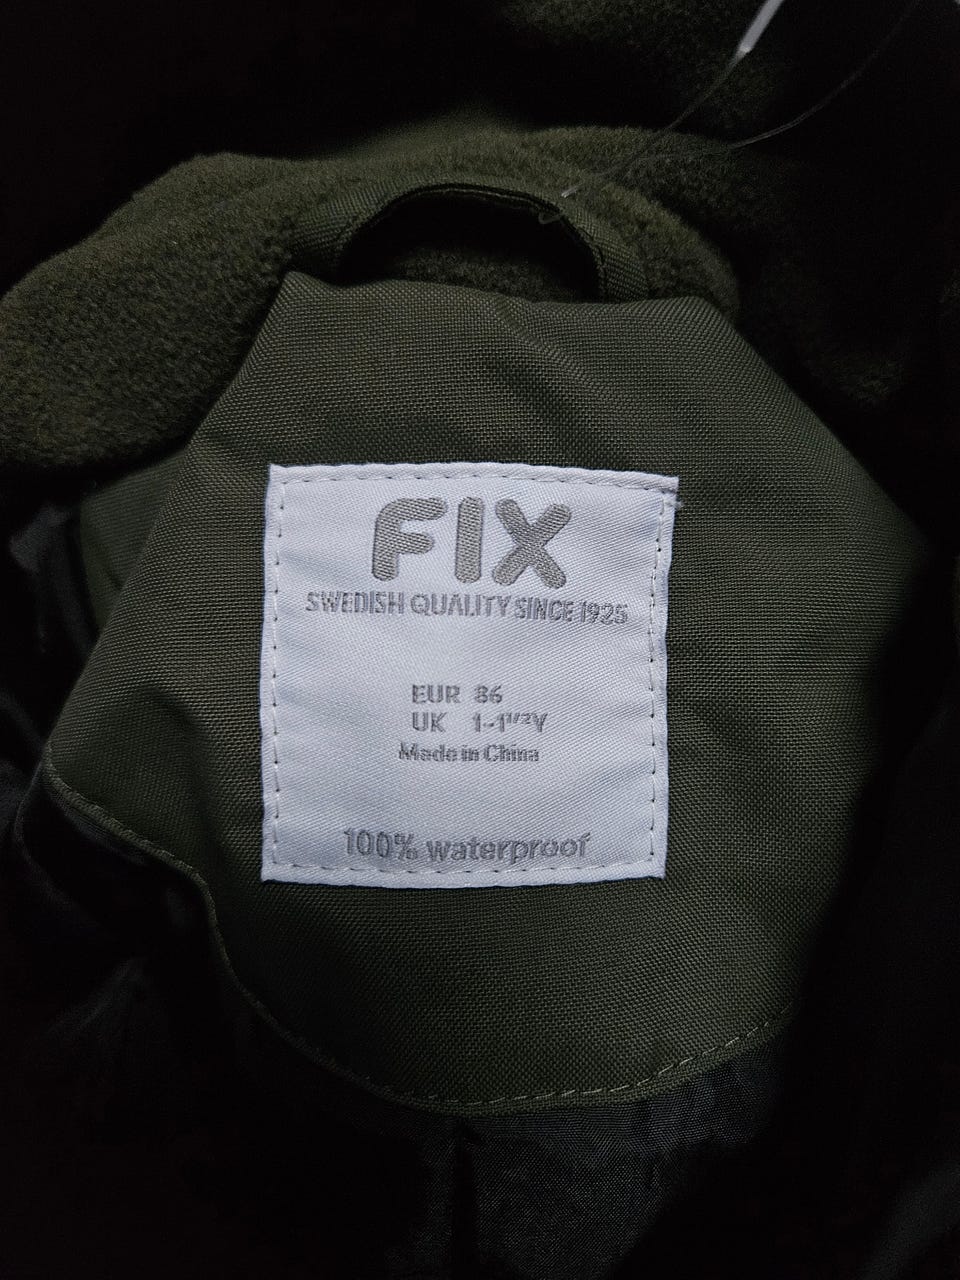 FIX
SWEDISH QUALITY SINCE 1925
EUR 86
UK 1-1½Y
Made in China
100% waterproof